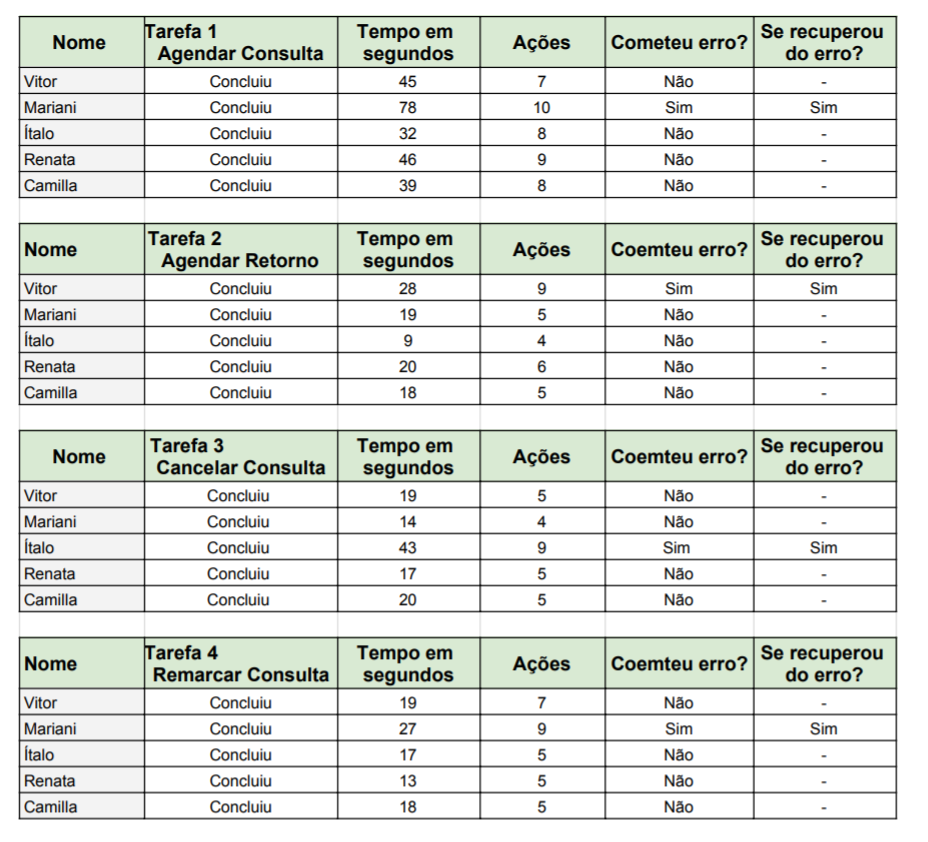 Nome Tarefa 1 Agendar Consulta Tempo em segundos Ações Cometeu erro? Se recuperou do erro?
Vitor Concluiu 45 7 Não -
Mariani Concluiu 78 10 Sim Sim
Ítalo Concluiu 32 8 Não -
Renata Concluiu 46 9 Não -
Camilla Concluiu 39 8 Não -
Nome Tarefa 2 Agendar Retorno Tempo em segundos Ações Coemteu erro? Se recuperou do erro?
Vitor Concluiu 28 9 Sim Sim
Mariani Concluiu 19 5 Não -
Ítalo Concluiu 9 4 Não -
Renata Concluiu 20 6 Não -
Camilla Concluiu 18 5 Não -
Nome Tarefa 3 Cancelar Consulta Tempo em segundos Ações Coemteu erro? Se recuperou do erro?
Vitor Concluiu 19 5 Não -
Mariani Concluiu 14 4 Não -
Ítalo Concluiu 43 9 Sim Sim
Renata Concluiu 17 5 Não -
Camilla Concluiu 20 5 Não -
Nome Tarefa 4 Remarcar Consulta Tempo em segundos Ações Coemteu erro? Se recuperou do erro?
Vitor Concluiu 19 7 Não -
Mariani Concluiu 27 9 Sim Sim
Ítalo Concluiu 17 5 Não -
Renata Concluiu 13 5 Não -
Camilla Concluiu 18 5 Não -